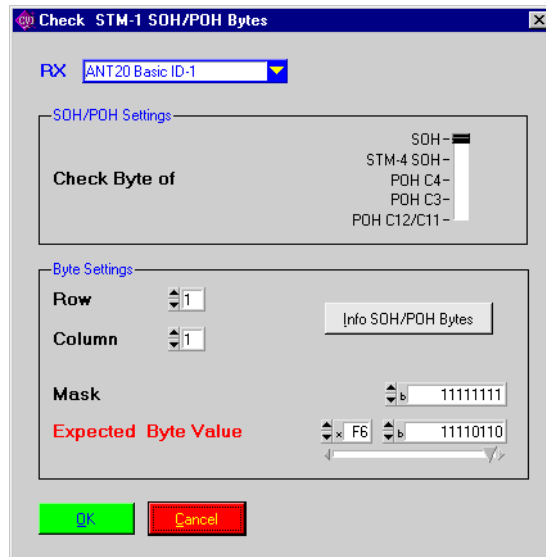 CVI Check STM-1 SOH/POH Bytes
RX ANT20 Basic ID-1
SOH/POH Settings
SOH
STM-4 SOH
Check Byte of
POH C4
POH C3
POH C12/C11
Byte Settings
Row 1
Info SOH/POH Bytes
Column 1
Mask b 11111111
Expected Byte Value x F6 b 11110110
OK Cancel